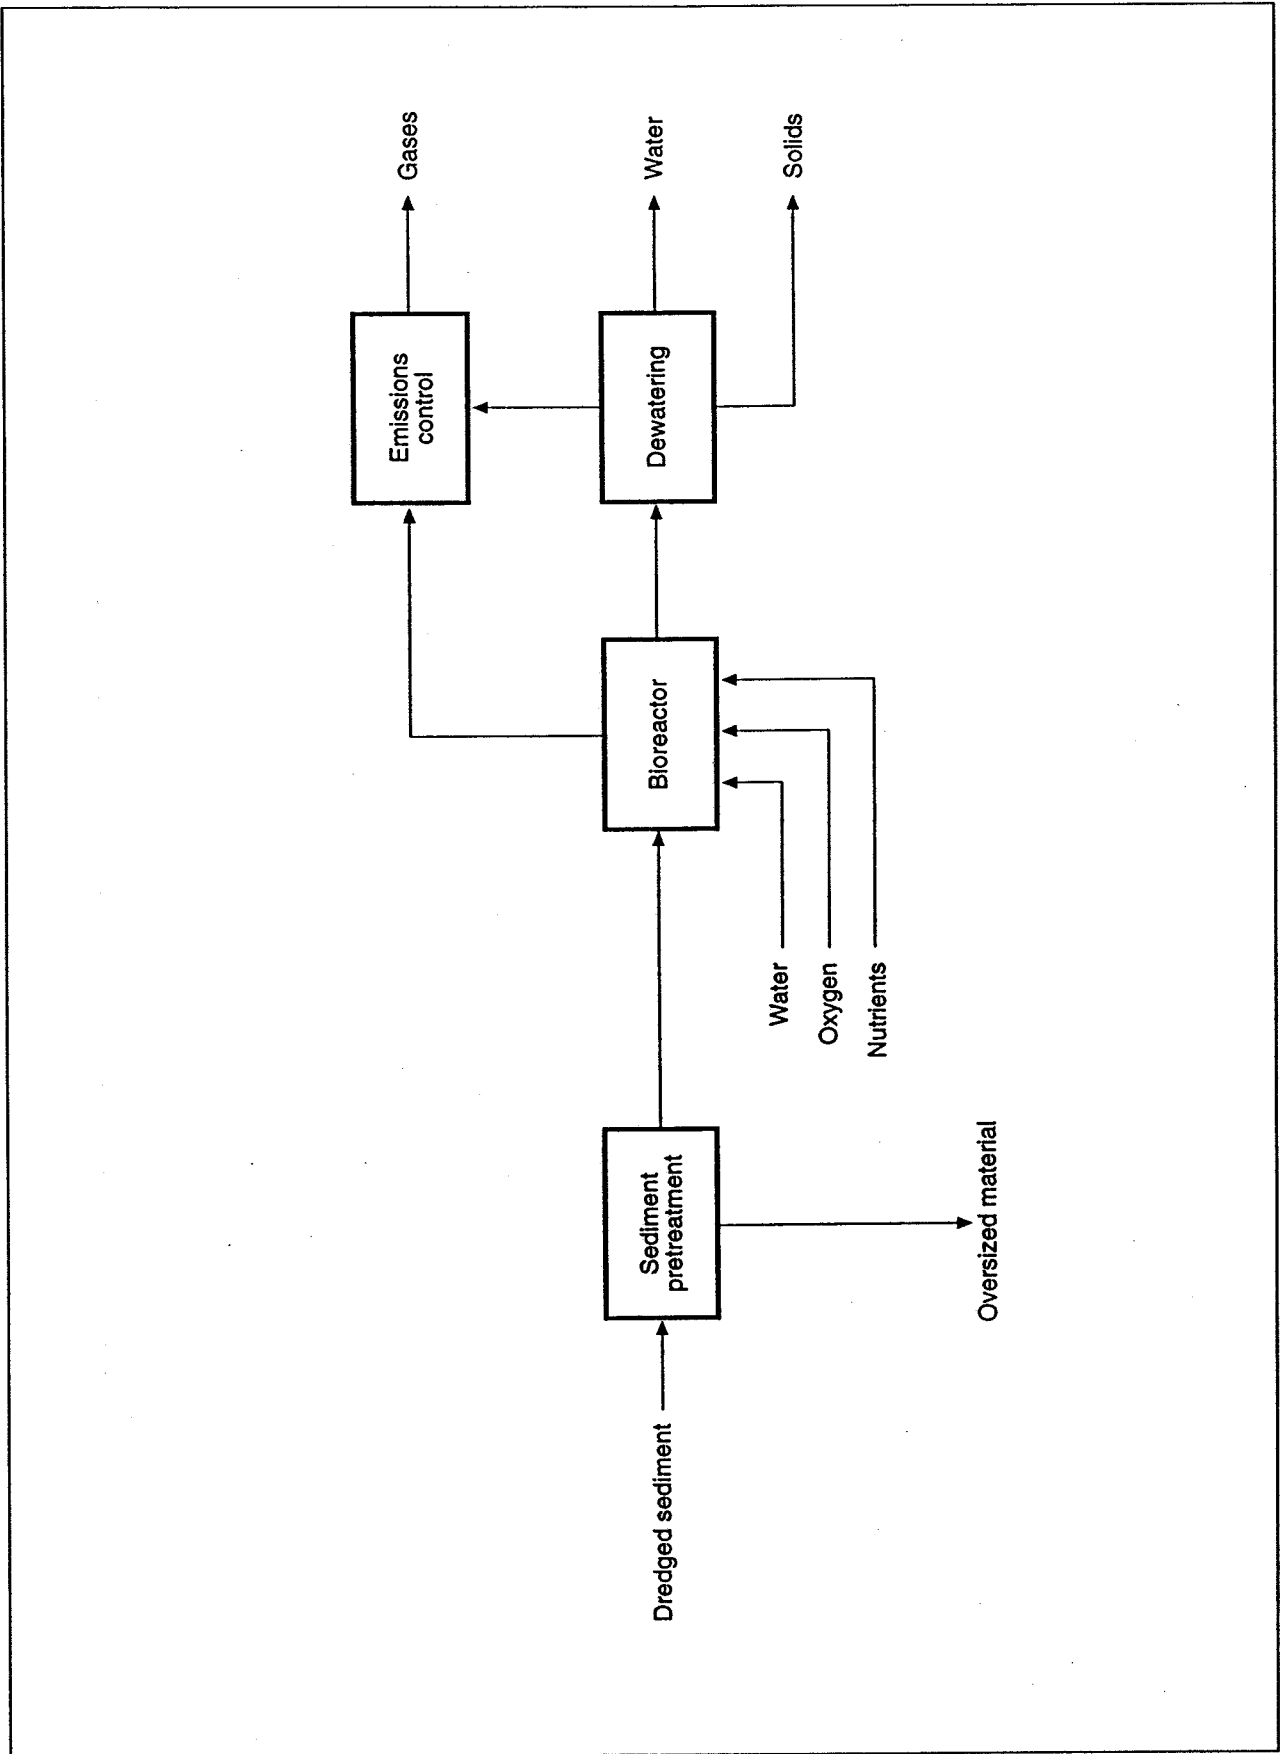 Dredged sediment
Sediment
pretreatment
Oversized material
Water
Oxygen
Nutrients
Bioreactor
Emissions
control
Dewatering
Gases
Water
Solids